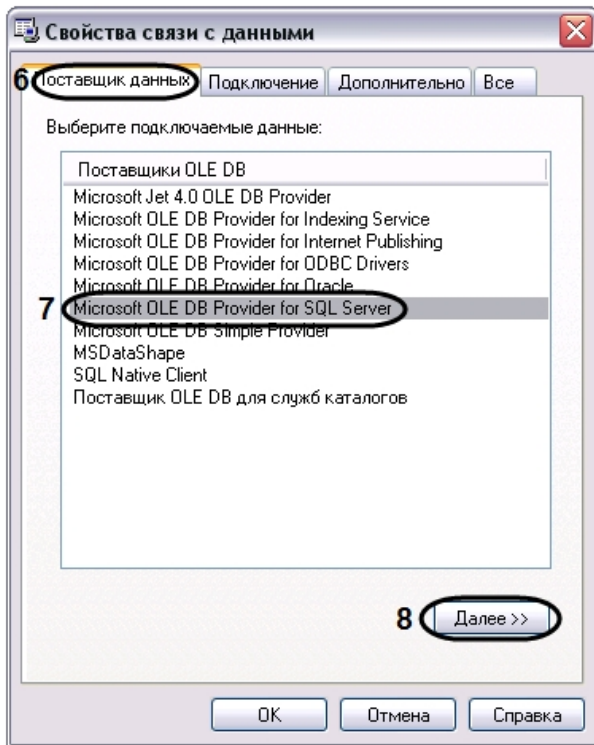 Свойства связи с данными
6 Поставщик данных Подключение Дополнительно Все
Выберите подключаемые данные:
Поставщики OLE DB
Microsoft Jet 4.0 OLE DB Provider
Microsoft OLE DB Provider for Indexing Service
Microsoft OLE DB Provider for Internet Publishing
Microsoft OLE DB Provider for ODBC Drivers
Microsoft OLE DB Provider for Oracle
7 Microsoft OLE DB Provider for SQL Server
Microsoft OLE DB Simple Provider
MSDataShape
SQL Native Client
Поставщик OLE DB для служб каталогов
8 Далее >>
OK Отмена Справка